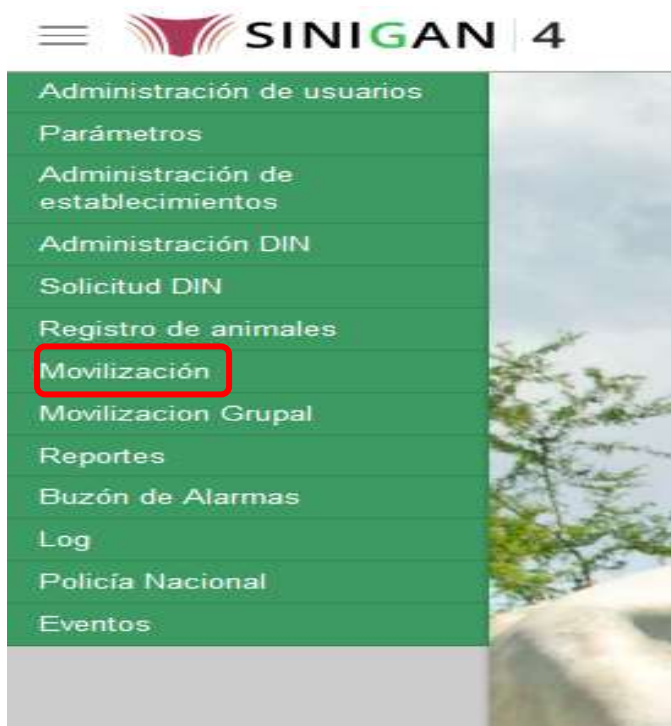 SINIGAN 4
Administración de usuarios
Parámetros
Administración de
establecimientos
Administración DIN
Solicitud DIN
Registro de animales
Movilización
Movilizacion Grupal
Reportes
Buzón de Alarmas
Log
Policía Nacional
Eventos